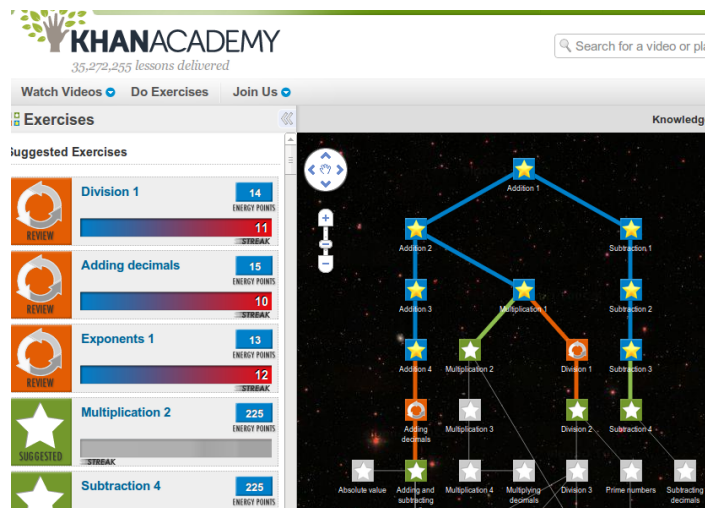 KHANACADEMY
35,272,255 lessons delivered
Search for a video or pla
Watch Videos
Do Exercises
Join Us
Exercises
Knowledg
Suggested Exercises
Division 1
14
ENERGY POINTS
11
STREAK
REVIEW
Adding decimals
15
ENERGY POINTS
10
STREAK
REVIEW
Exponents 1
13
ENERGY POINTS
12
STREAK
REVIEW
Multiplication 2
225
ENERGY POINTS
STREAK
SUGGESTED
Subtraction 4
225
ENERGY POINTS
Addition 1
Addition 2
Subtraction 1
Addition 3
Multiplication 1
Subtraction 2
Addition 4
Multiplication 2
Division 1
Subtraction 3
Adding
decimals
Multiplication 3
Division 2
Subtraction 4
Absolute value
Adding and
subtracting
Multiplication 4
Multiplying
decimals
Division 3
Prime numbers
Subtracting
decimals